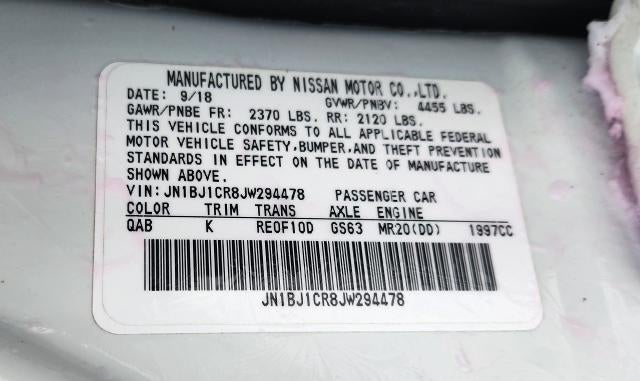 MANUFACTURED BY NISSAN MOTOR CO.,LTD.
DATE: 9/18 GVWR/PNBV: 4455 LBS.
GAWR/PNBE FR: 2370 LBS. RR: 2120 LBS.
THIS VEHICLE CONFORMS TO ALL APPLICABLE FEDERAL
MOTOR VEHICLE SAFETY,BUMPER,AND THEFT PREVENTION
STANDARDS IN EFFECT ON THE DATE OF MANUFACTURE
SHOWN ABOVE.
VIN: JN1BJ1CR8JW294478 PASSENGER CAR
COLOR TRIM TRANS AXLE ENGINE
QAB K RE0F10D GS63 MR20(DD) 1997CC
JN1BJ1CR8JW294478